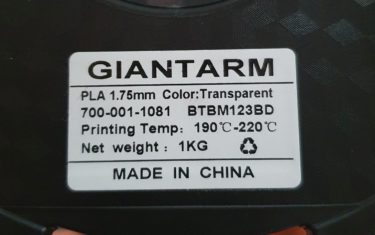 GIANTARM
PLA 1.75mm Color:Transparent
700-001-1081 BTBM123BD
Printing Temp: 190℃-220℃
Net weight : 1KG
MADE IN CHINA